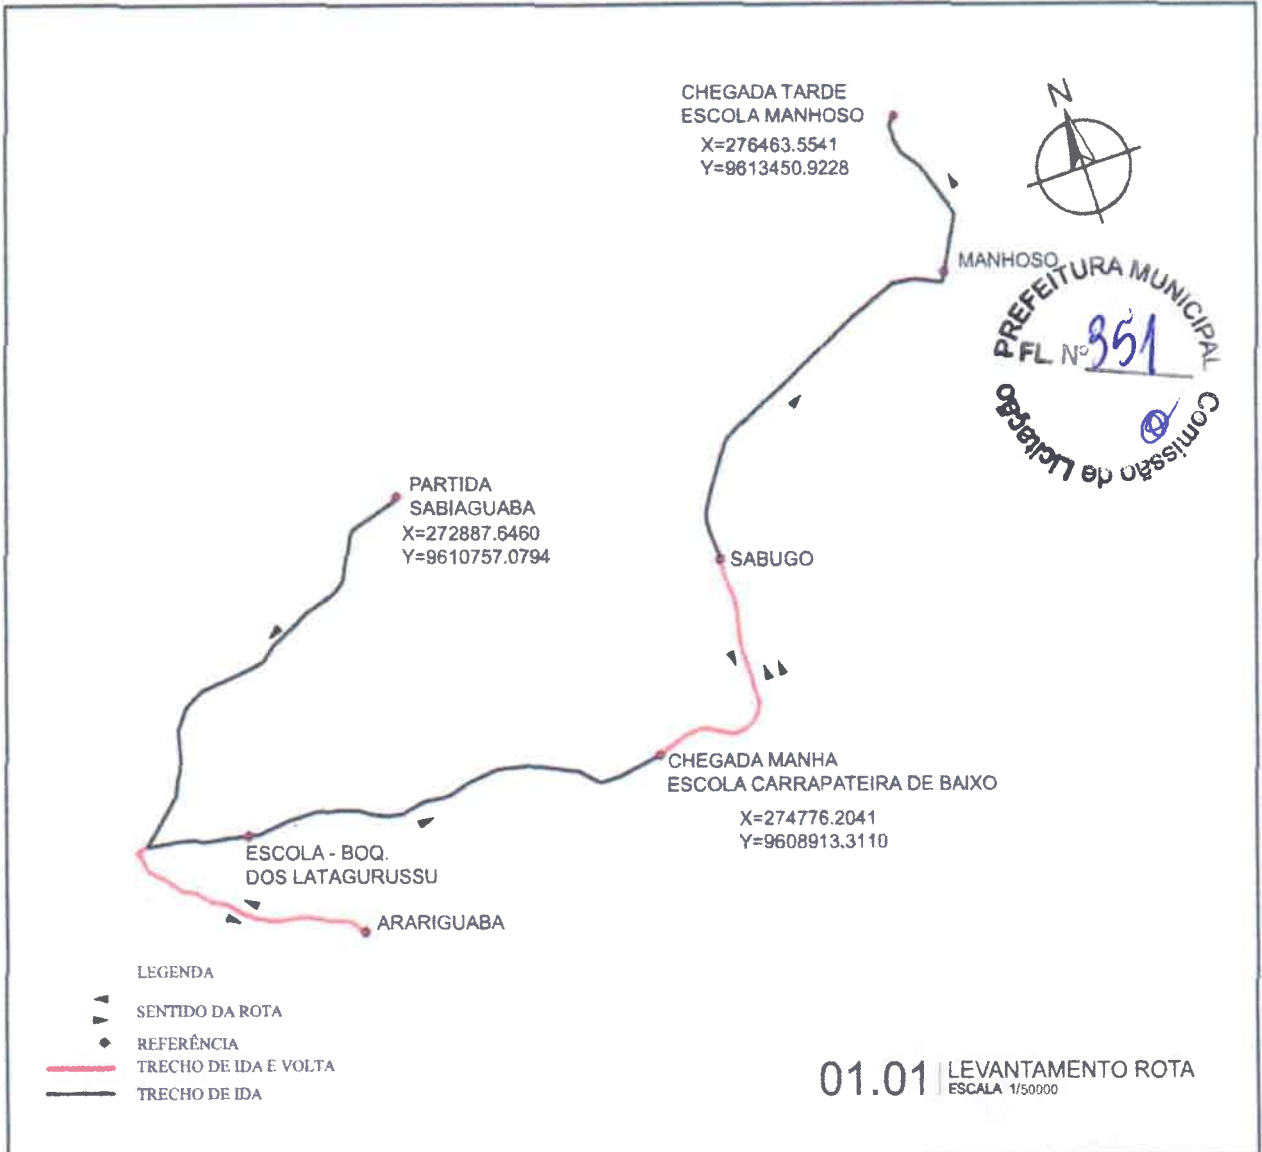 CHEGADA TARDE
ESCOLA MANHOSO
X=276463.5541
Y=9613450.9228
N
MANHOSO
PREFEITURA MUNICIPAL
FL. Nº 351
Comissão de Licitação
PARTIDA
SABIAGUABA
X=272887.6460
Y=9610757.0794
SABUGO
CHEGADA MANHA
ESCOLA CARRAPATEIRA DE BAIXO
X=274776.2041
Y=9608913.3110
ESCOLA - BOQ.
DOS LATAGURUSSU
ARARIGUABA
LEGENDA
SENTIDO DA ROTA
REFERÊNCIA
TRECHO DE IDA E VOLTA
TRECHO DE IDA
01.01 LEVANTAMENTO ROTA
ESCALA 1/50000